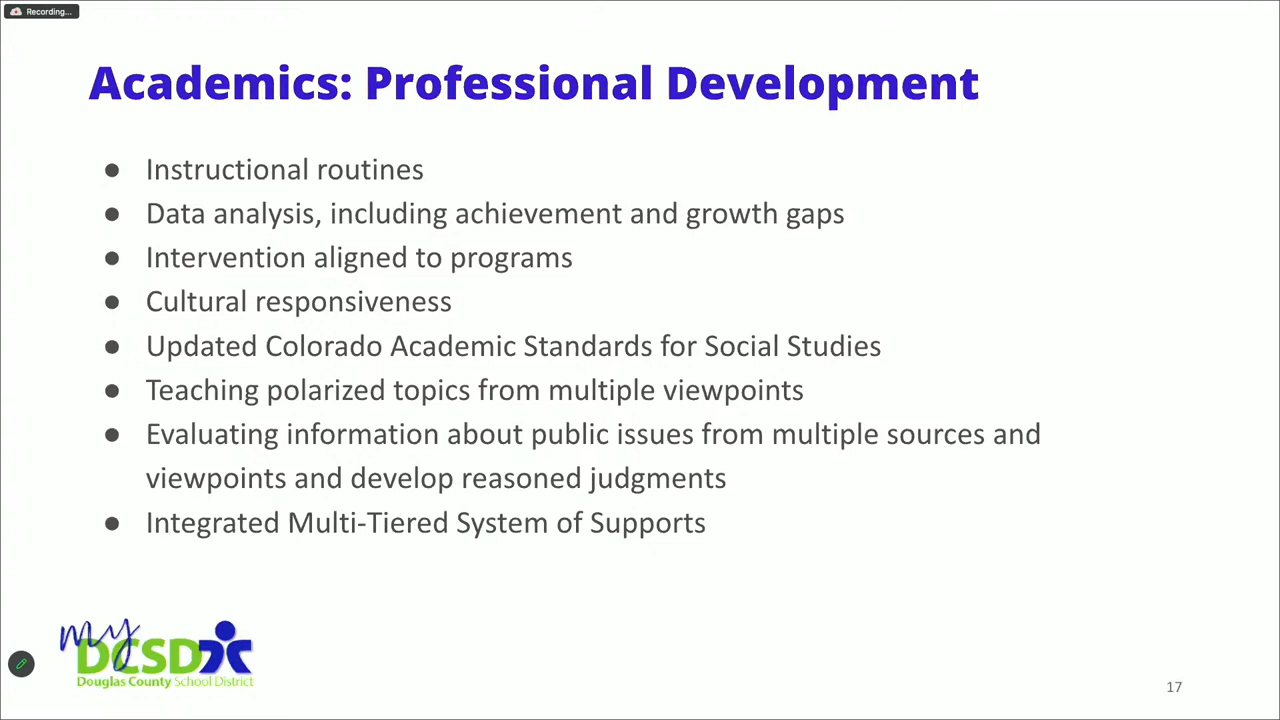 Recording...
Academics: Professional Development
● Instructional routines
● Data analysis, including achievement and growth gaps
● Intervention aligned to programs
● Cultural responsiveness
● Updated Colorado Academic Standards for Social Studies
● Teaching polarized topics from multiple viewpoints
● Evaluating information about public issues from multiple sources and
viewpoints and develop reasoned judgments
● Integrated Multi-Tiered System of Supports
my
DCSD
Douglas County School District
17